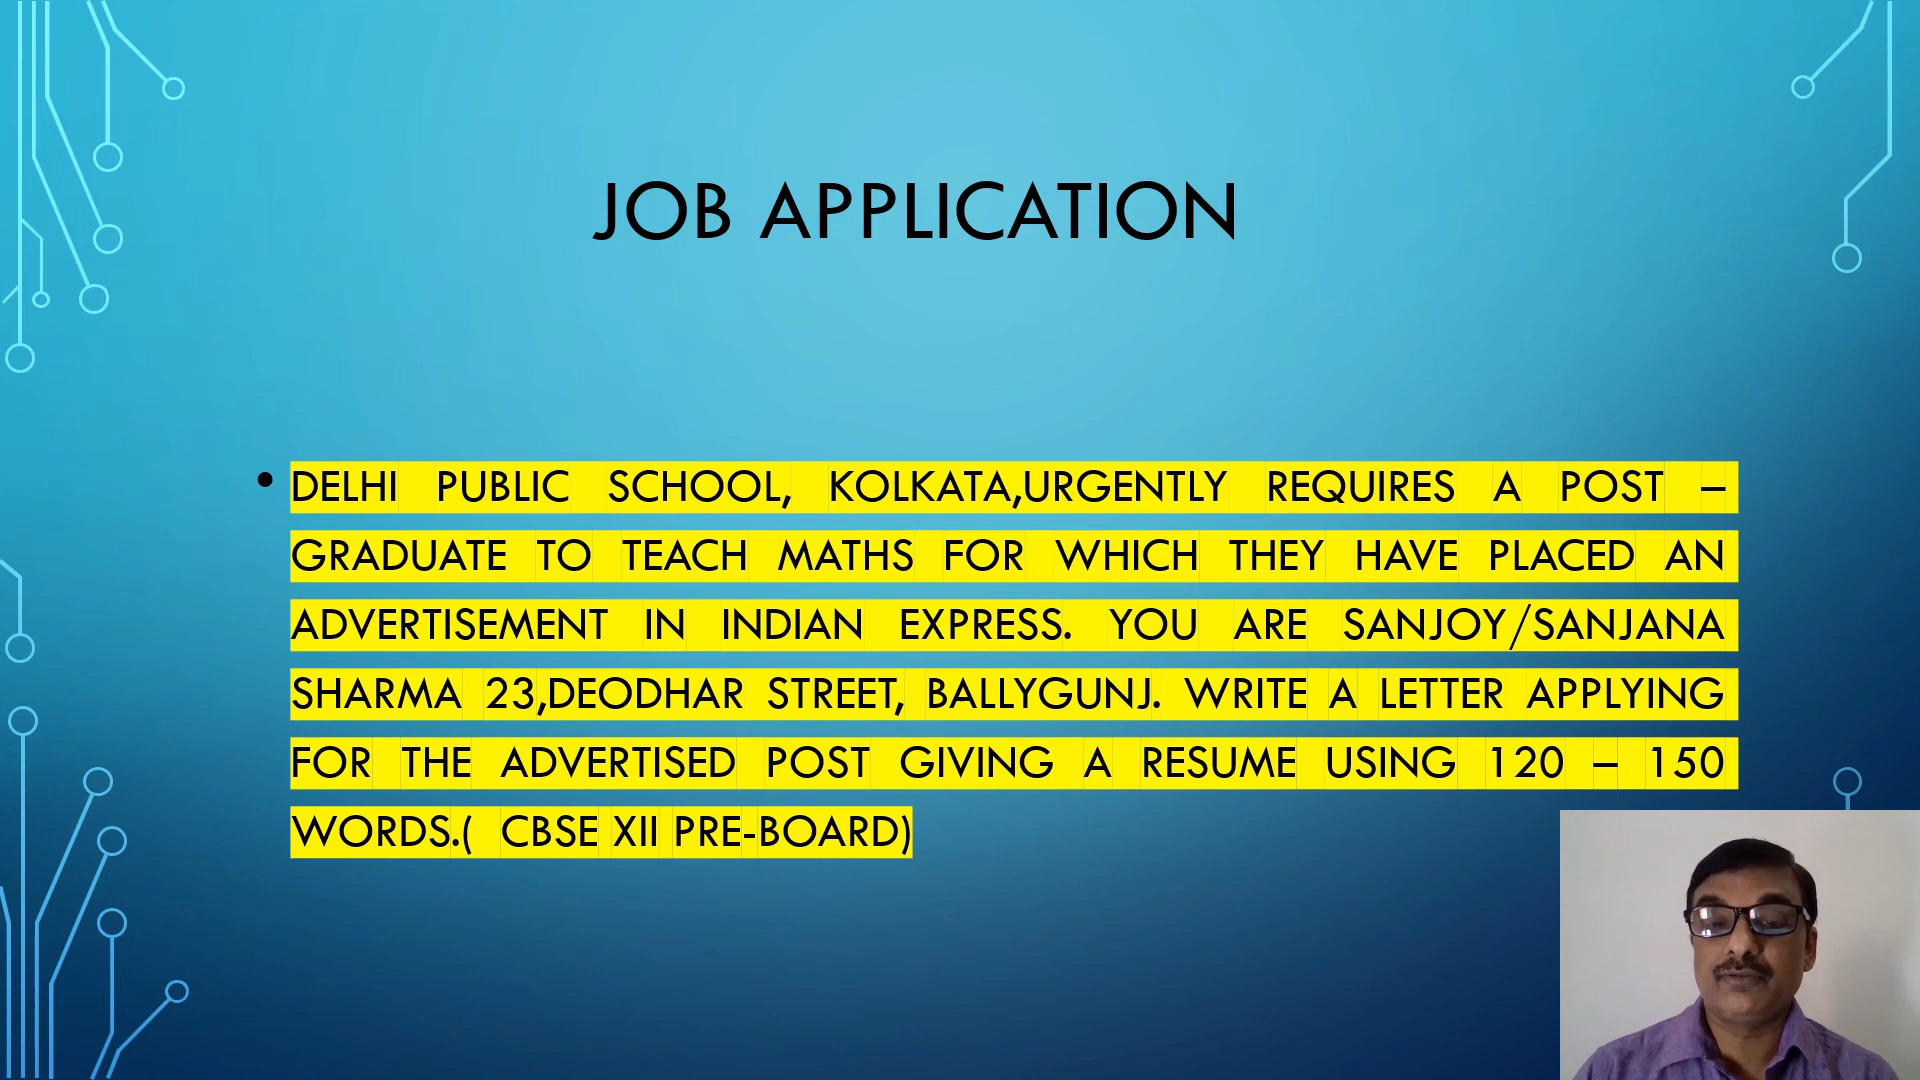 JOB APPLICATION
• DELHI PUBLIC SCHOOL, KOLKATA,URGENTLY REQUIRES A POST –
GRADUATE TO TEACH MATHS FOR WHICH THEY HAVE PLACED AN
ADVERTISEMENT IN INDIAN EXPRESS. YOU ARE SANJOY/SANJANA
SHARMA 23,DEODHAR STREET, BALLYGUNJ. WRITE A LETTER APPLYING
FOR THE ADVERTISED POST GIVING A RESUME USING 120 – 150
WORDS.( CBSE XII PRE-BOARD)